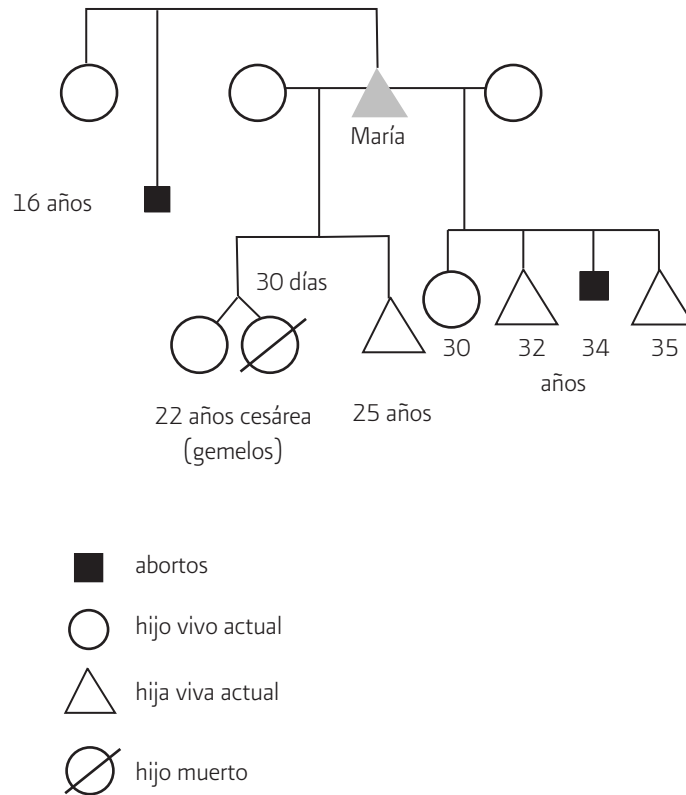 María
16 años
30 días
30
32
34
35
años
22 años cesárea
(gemelos)
25 años
abortos
hijo vivo actual
hija viva actual
hijo muerto